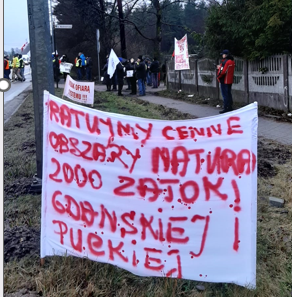 RATUJMY CENNE
OBSZARY NATURA
2000 ZATOKI
GDAŃSKIEJ I
PUCKIEJ !